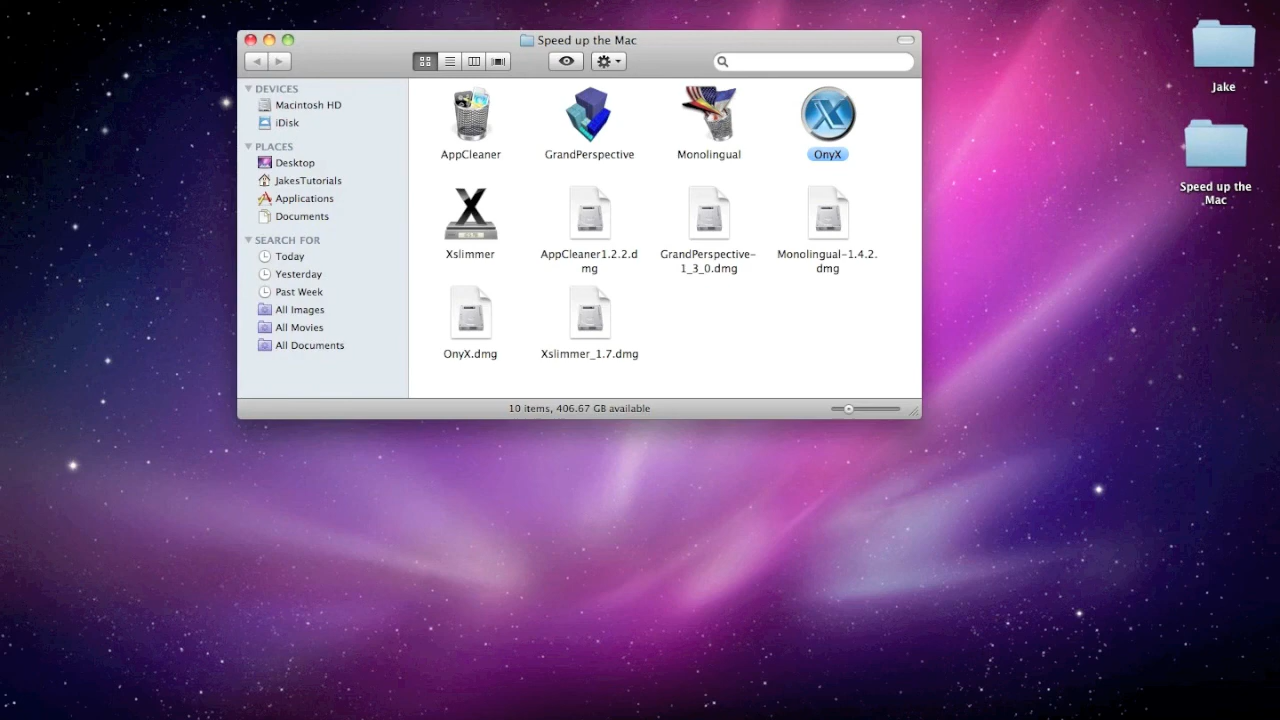 Speed up the Mac
DEVICES
Macintosh HD
iDisk
PLACES
Desktop
JakesTutorials
Applications
Documents
SEARCH FOR
Today
Yesterday
Past Week
All Images
All Movies
All Documents
AppCleaner
GrandPerspective
Monolingual
OnyX
Xslimmer
AppCleaner1.2.2.d
mg
GrandPerspective-
1_3_0.dmg
Monolingual-1.4.2.
dmg
OnyX.dmg
Xslimmer_1.7.dmg
10 items, 406.67 GB available
Jake
Speed up the
Mac